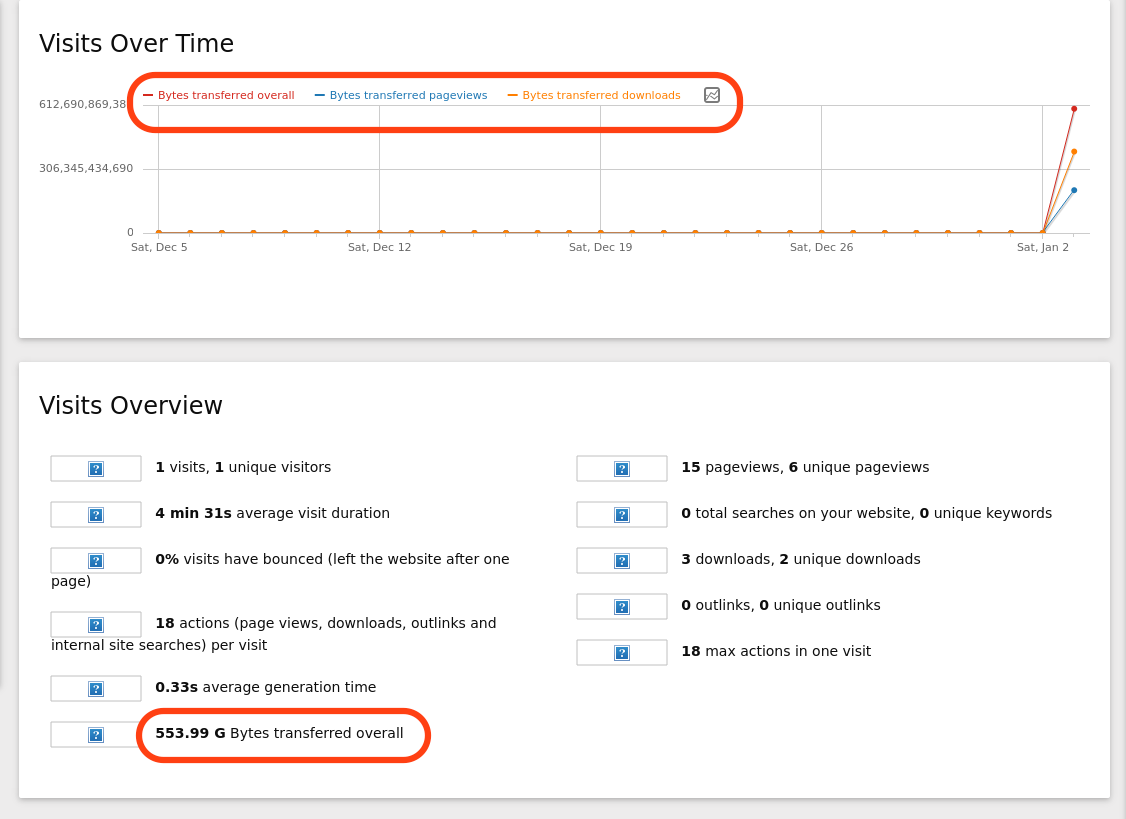 Visits Over Time
Bytes transferred overall Bytes transferred pageviews Bytes transferred downloads
612,690,869,38
306,345,434,690
0
Sat, Dec 5 Sat, Dec 12 Sat, Dec 19 Sat, Dec 26 Sat, Jan 2
Visits Overview
1 visits, 1 unique visitors
4 min 31s average visit duration
0% visits have bounced (left the website after one
page)
18 actions (page views, downloads, outlinks and
internal site searches) per visit
0.33s average generation time
553.99 G Bytes transferred overall
15 pageviews, 6 unique pageviews
0 total searches on your website, 0 unique keywords
3 downloads, 2 unique downloads
0 outlinks, 0 unique outlinks
18 max actions in one visit